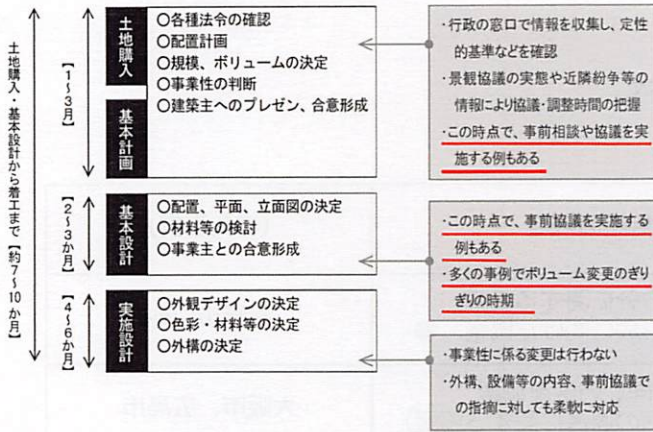 土地購入・基本設計から着工まで【約7〜10か月】
【1〜3月】
土地購入
基本計画
○各種法令の確認
○配置計画
○規模、ボリュームの決定
○事業性の判断
○建築主へのプレゼン、合意形成
・行政の窓口で情報を収集し、定性
的基準などを確認
・景観協議の実態や近隣紛争等の
情報により協議・調整時間の把握
・この時点で、事前相談や協議を実
施する例もある
【2〜3か月】
基本設計
○配置、平面、立面図の決定
○材料等の検討
○事業主との合意形成
・この時点で、事前協議を実施する
例もある
・多くの事例でボリューム変更のぎり
ぎりの時期
【4〜6か月】
実施設計
○外観デザインの決定
○色彩・材料等の決定
○外構の決定
・事業性に係る変更は行わない
・外構、設備等の内容、事前協議で
の指摘に対しても柔軟に対応